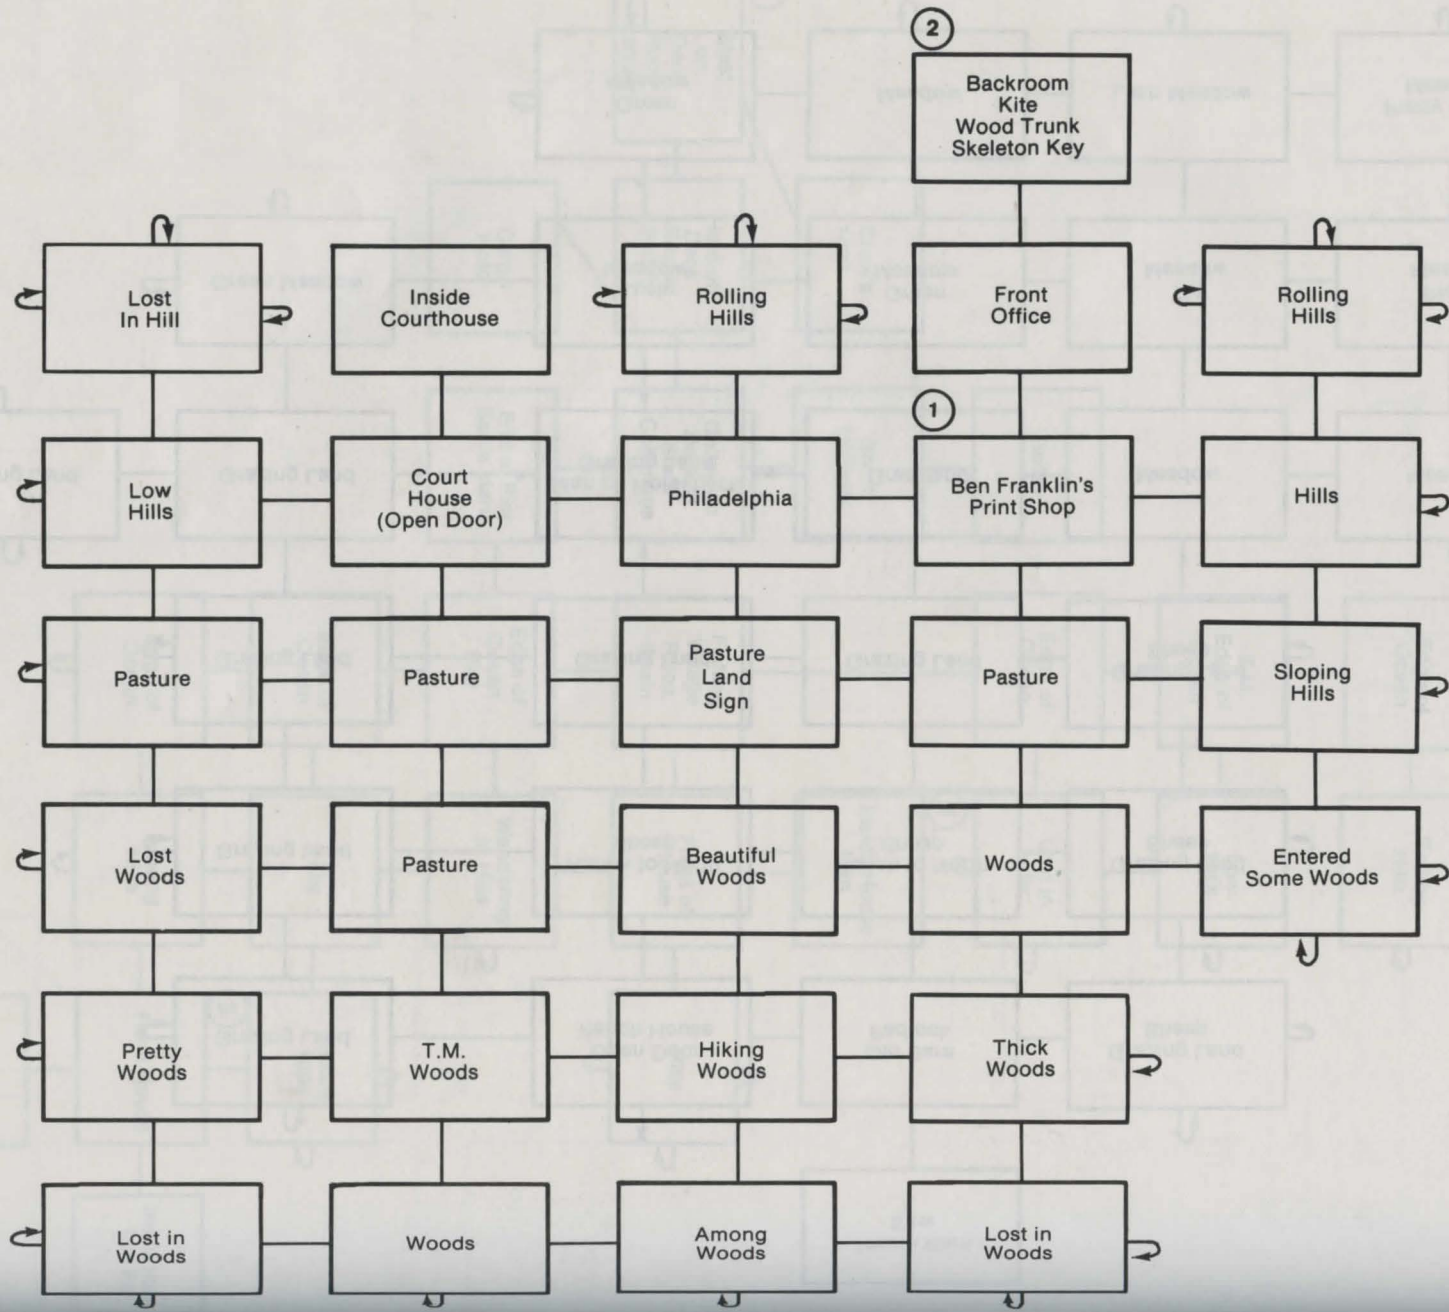 2
Backroom
Kite
Wood Trunk
Skeleton Key
Lost
In Hill
Inside
Courthouse
Rolling
Hills
Front
Office
Rolling
Hills
1
Low
Hills
Court
House
(Open Door)
Philadelphia
Ben Franklin's
Print Shop
Hills
Pasture
Pasture
Pasture
Land
Sign
Pasture
Sloping
Hills
Lost
Woods
Pasture
Beautiful
Woods
Woods
Entered
Some Woods
Pretty
Woods
T.M.
Woods
Hiking
Woods
Thick
Woods
Lost in
Woods
Woods
Among
Woods
Lost in
Woods